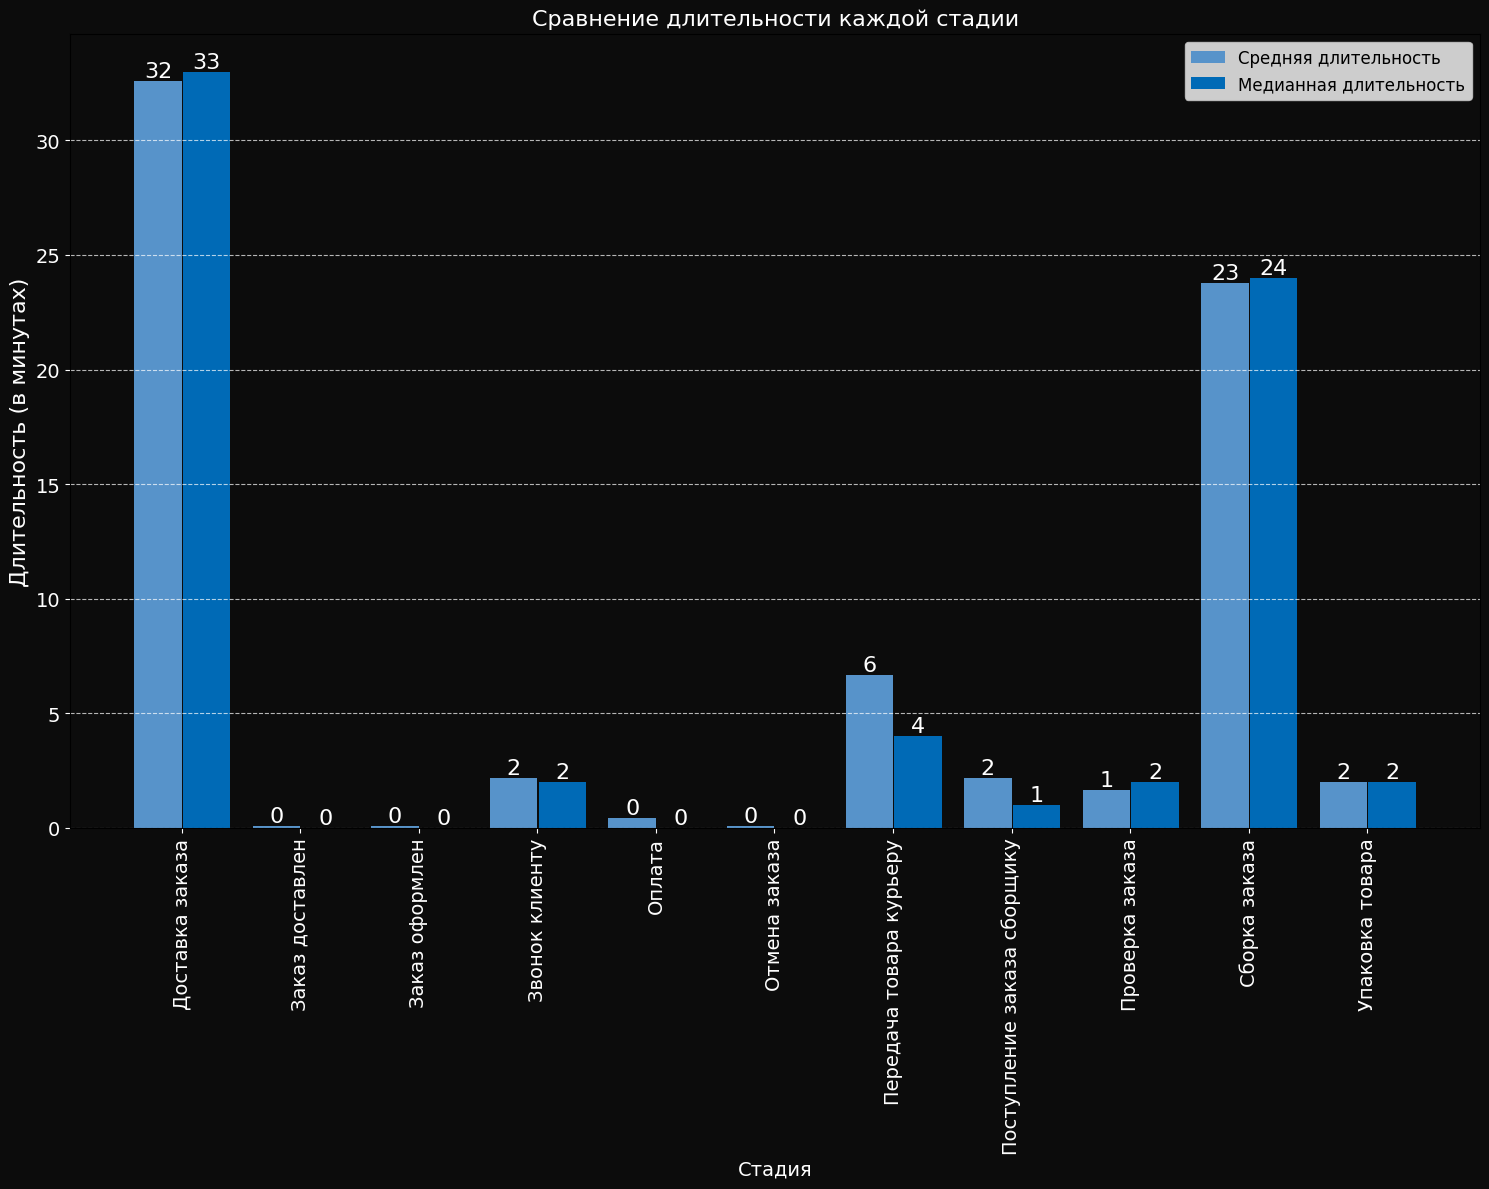 Сравнение длительности каждой стадии
Средняя длительность
Медианная длительность
Длительность (в минутах)
30
25
20
15
10
5
0
32 33
0 0
0 0
2 2
0 0
0 0
6 4
2 1
1 2
23 24
2 2
Доставка заказа
Заказ доставлен
Заказ оформлен
Звонок клиенту
Оплата
Отмена заказа
Передача товара курьеру
Поступление заказа сборщику
Проверка заказа
Сборка заказа
Упаковка товара
Стадия